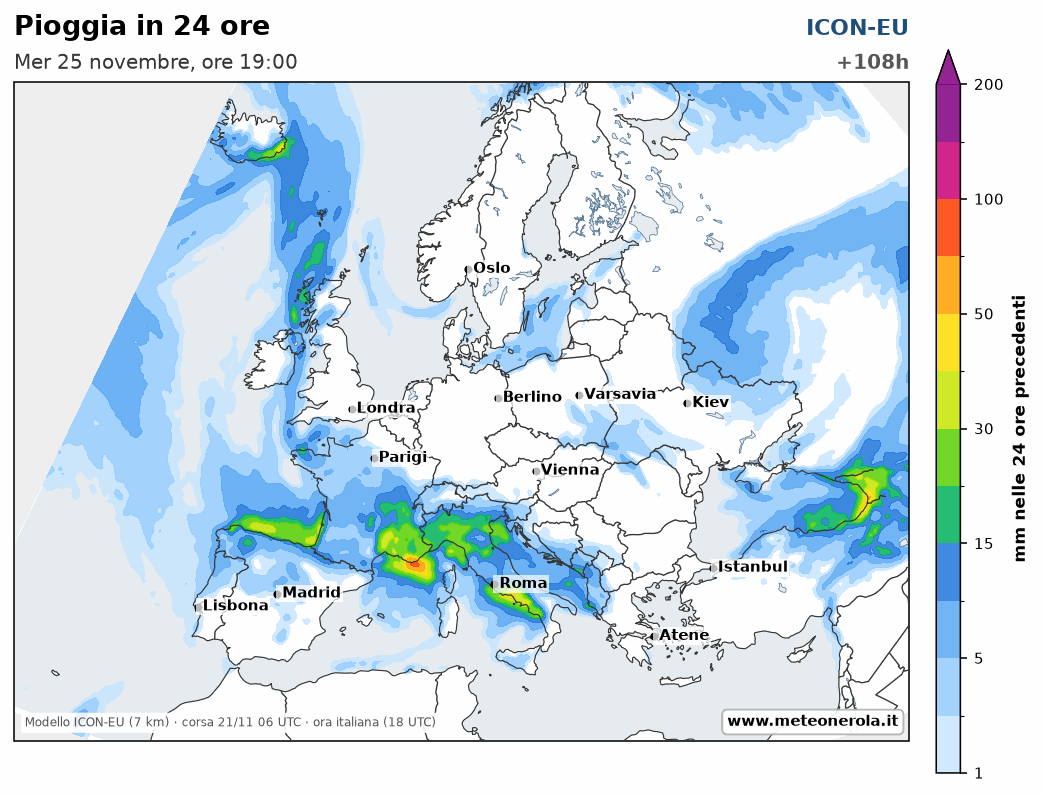 Pioggia in 24 ore
ICON-EU
Mer 25 novembre, ore 19:00
+108h
200
100
50
30
15
5
1
mm nelle 24 ore precedenti
Oslo
Berlino
Varsavia
Kiev
Londra
Parigi
Vienna
Istanbul
Roma
Madrid
Lisbona
Atene
Modello ICON-EU (7 km) · corsa 21/11 06 UTC · ora italiana (18 UTC)
www.meteonerola.it